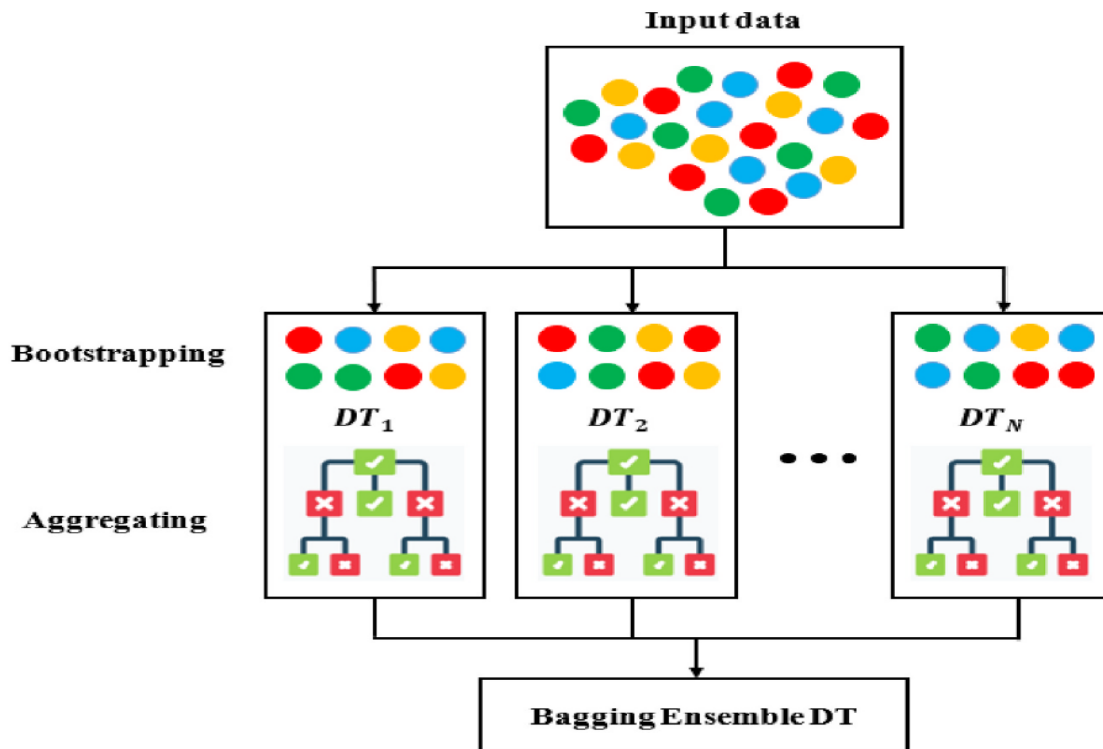 Input data
Bootstrapping
DT1
DT2
DTN
Aggregating
Bagging Ensemble DT